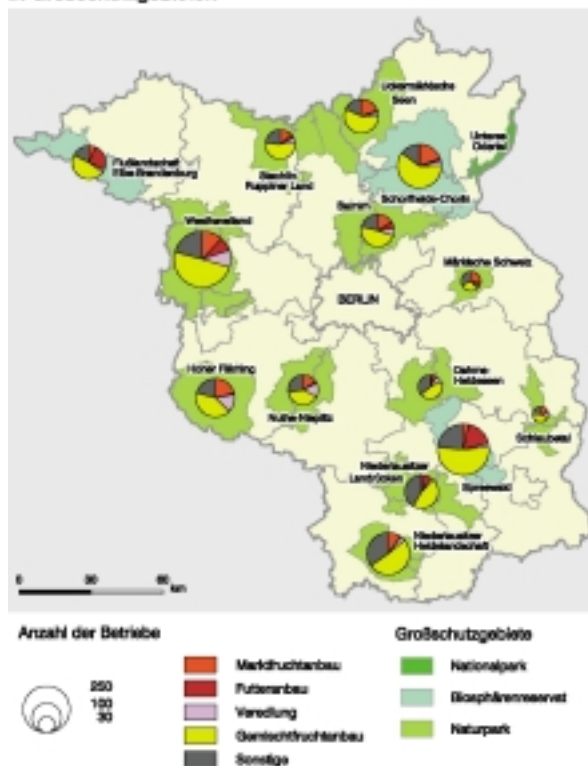 Uckermärkische
Seen
Unteres
Odertal
Flußlandschaft
Elbe-Brandenburg
Stechlin
Ruppiner Land
Schorfheide-Chorin
Barnim
Westhavelland
Märkische Schweiz
BERLIN
Hoher Fläming
Nuthe-Nieplitz
Dahme-
Heideseen
Schlaubetal
Niederlausitzer
Landrücken
Spreewald
Niederlausitzer
Heidelandschaft
0 30 60
km
Anzahl der Betriebe
250
100
30
Marktfruchtanbau
Futteranbau
Veredlung
Gemischtfruchtanbau
Sonstige
Großschutzgebiete
Nationalpark
Biosphärenreservat
Naturpark